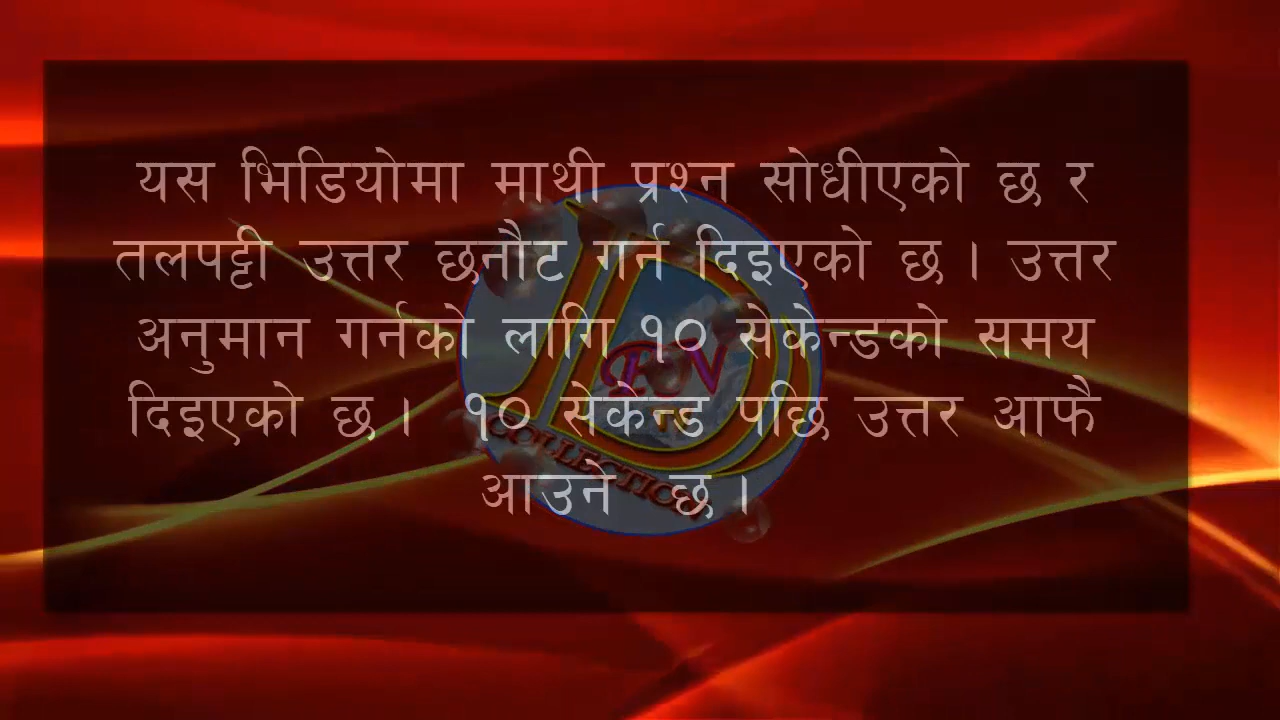 यस भिडियोमा माथी प्रश्न सोधीएको छ र
तलपट्टी उत्तर छनौट गर्न दिइएको छ । उत्तर
अनुमान गर्नको लागि १० सेकेन्डको समय
दिइएको छ । १० सेकेन्ड पछि उत्तर आफै
आउने छ ।
COLLECTION